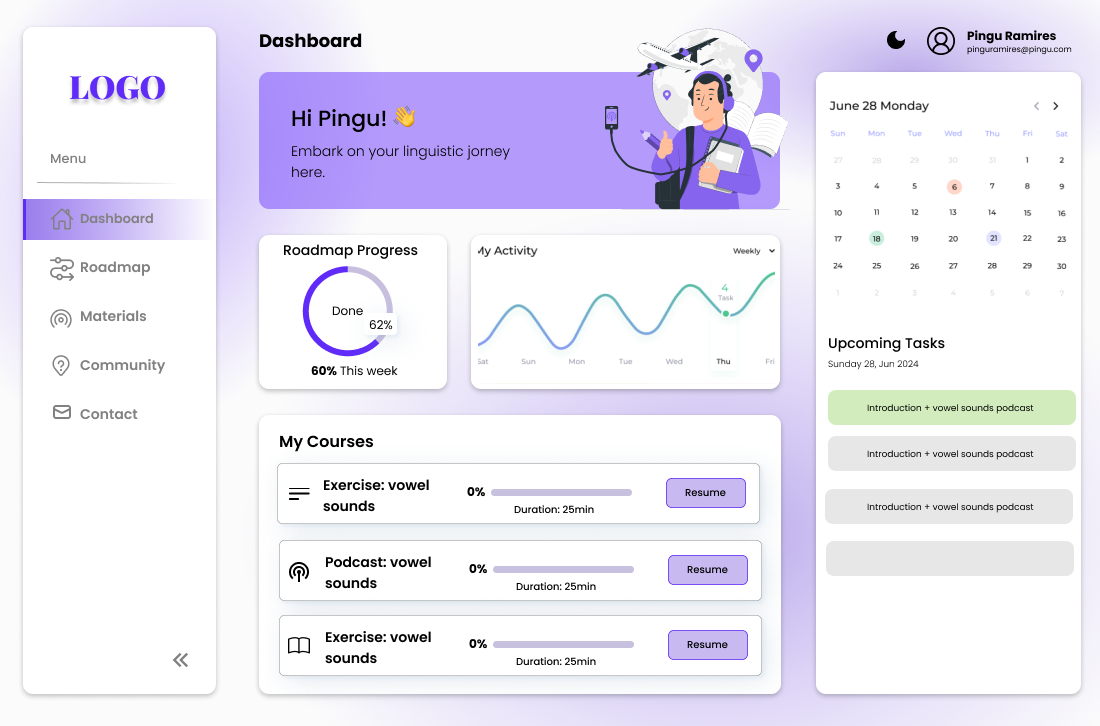 LOGO
Menu
Dashboard
Roadmap
Materials
Community
Contact
Dashboard
Hi Pingu! 👋
Embark on your linguistic jorney
here.
Roadmap Progress
Done
62%
60% This week
My Activity
Weekly
4
Task
Sat Sun Mon Tue Wed Thu Fri
My Courses
Exercise: vowel
sounds
0%
Duration: 25min
Resume
Podcast: vowel
sounds
0%
Duration: 25min
Resume
Exercise: vowel
sounds
0%
Duration: 25min
Resume
Pingu Ramires
pinguramires@pingu.com
June 28 Monday
Sun Mon Tue Wed Thu Fri Sat
27 28 29 30 31 1 2
3 4 5 6 7 8 9
10 11 12 13 14 15 16
17 18 19 20 21 22 23
24 25 26 27 28 29 30
1 2 3 4 5 6 7
Upcoming Tasks
Sunday 28, Jun 2024
Introduction + vowel sounds podcast
Introduction + vowel sounds podcast
Introduction + vowel sounds podcast